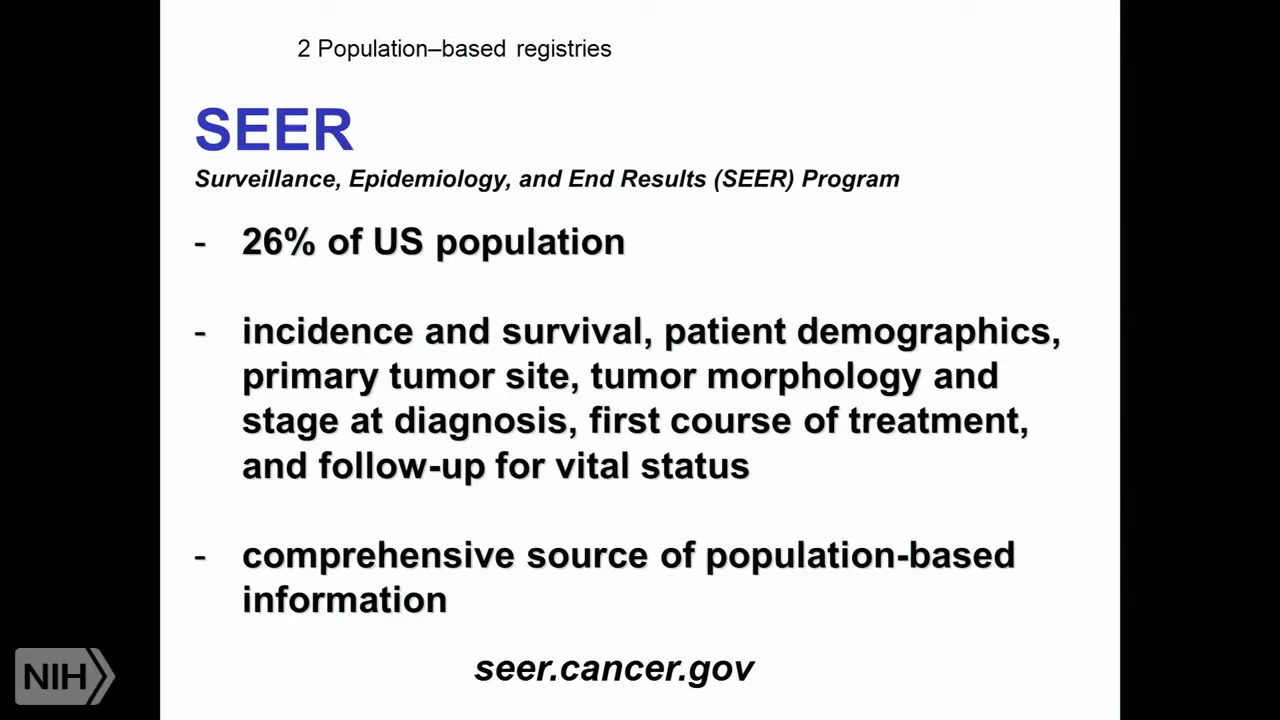 2 Population–based registries
SEER
Surveillance, Epidemiology, and End Results (SEER) Program
- 26% of US population
- incidence and survival, patient demographics,
primary tumor site, tumor morphology and
stage at diagnosis, first course of treatment,
and follow-up for vital status
- comprehensive source of population-based
information
seer.cancer.gov
NIH